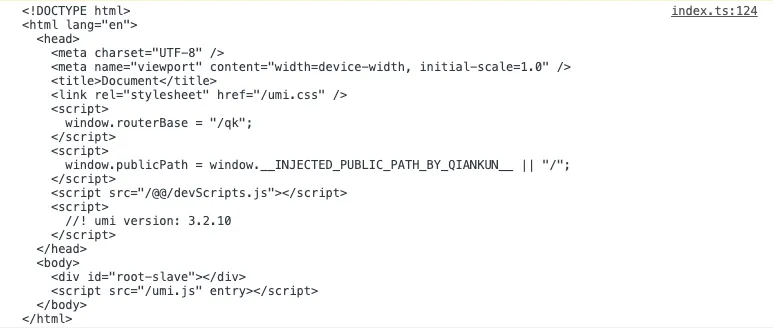 <!DOCTYPE html> index.ts:124
<html lang="en">
  <head>
    <meta charset="UTF-8" />
    <meta name="viewport" content="width=device-width, initial-scale=1.0" />
    <title>Document</title>
    <link rel="stylesheet" href="/umi.css" />
    <script>
      window.routerBase = "/qk";
    </script>
    <script>
      window.publicPath = window.__INJECTED_PUBLIC_PATH_BY_QIANKUN__ || "/";
    </script>
    <script src="/@@/devScripts.js"></script>
    <script>
      //! umi version: 3.2.10
    </script>
  </head>
  <body>
    <div id="root-slave"></div>
    <script src="/umi.js" entry></script>
  </body>
</html>